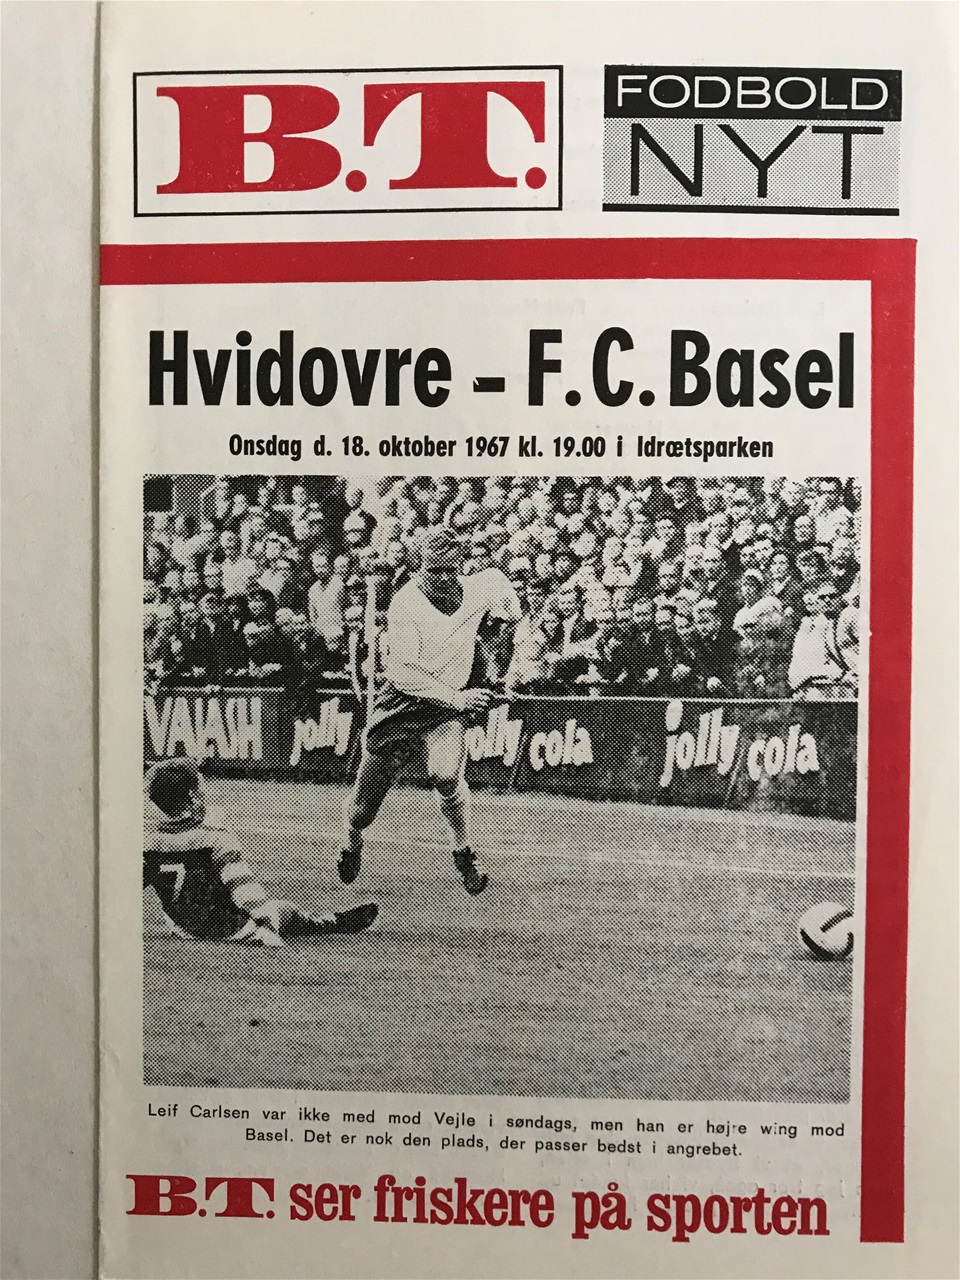 B.T.
FODBOLD
NYT
Hvidovre - F.C. Basel
Onsdag d. 18. oktober 1967 kl. 19.00 i Idrætsparken
VAJASH
jolly
jolly cola
jolly cola
7
Leif Carlsen var ikke med mod Vejle i søndags, men han er højre wing mod
Basel. Det er nok den plads, der passer bedst i angrebet.
B.T. ser friskere på sporten